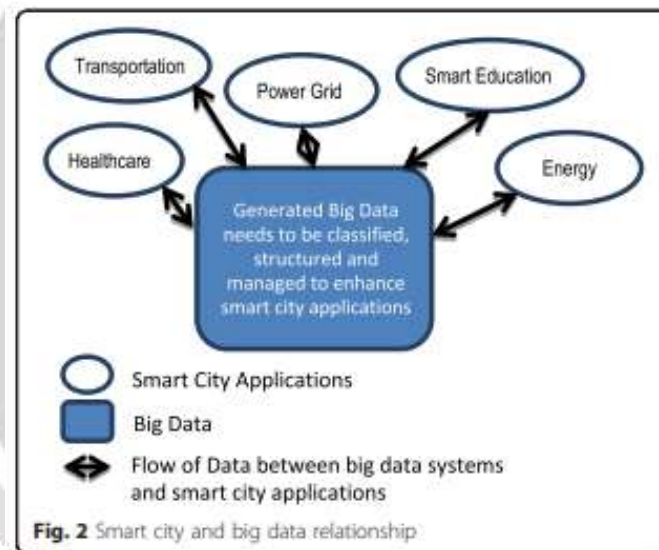 Transportation
Power Grid
Smart Education
Healthcare
Energy
Generated Big Data
needs to be classified,
structured and
managed to enhance
smart city applications
Smart City Applications
Big Data
Flow of Data between big data systems
and smart city applications
Fig. 2 Smart city and big data relationship